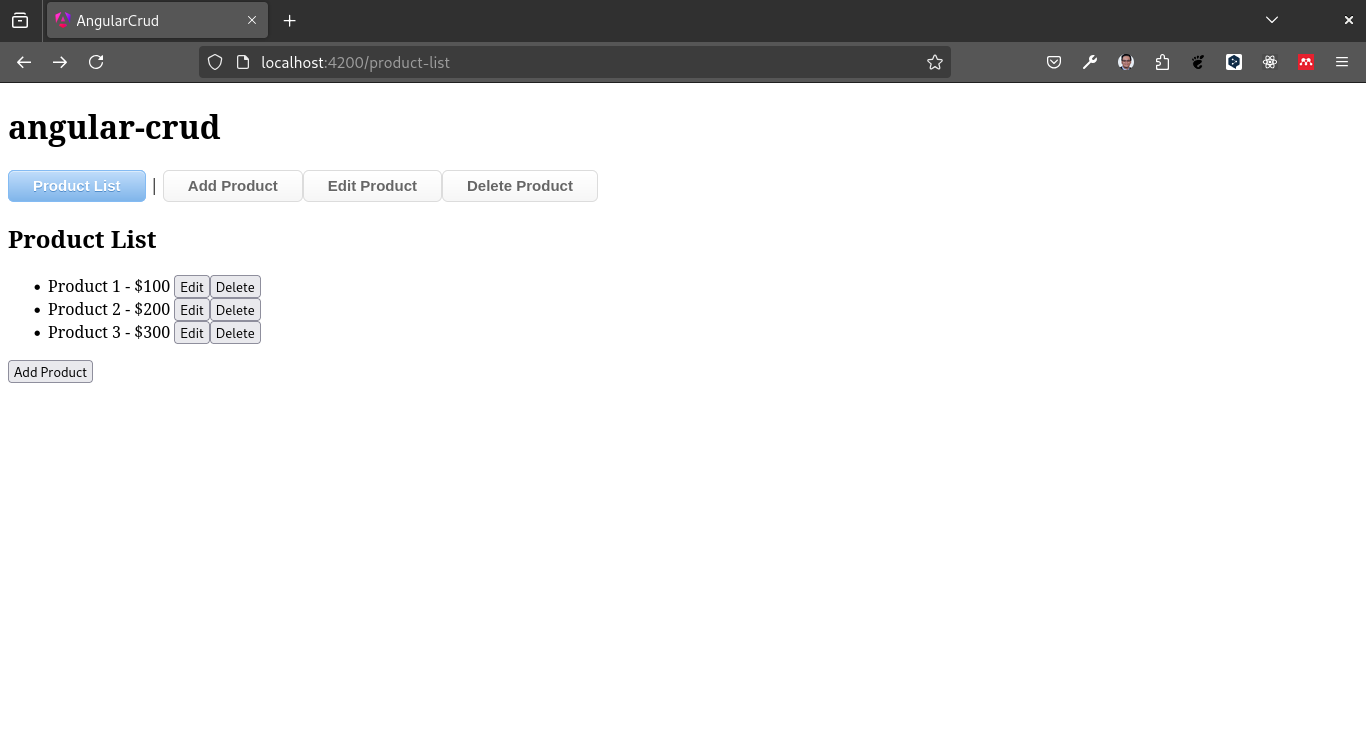 AngularCrud
localhost:4200/product-list
angular-crud
Product List | Add Product Edit Product Delete Product
Product List
• Product 1 - $100 Edit Delete
• Product 2 - $200 Edit Delete
• Product 3 - $300 Edit Delete
Add Product